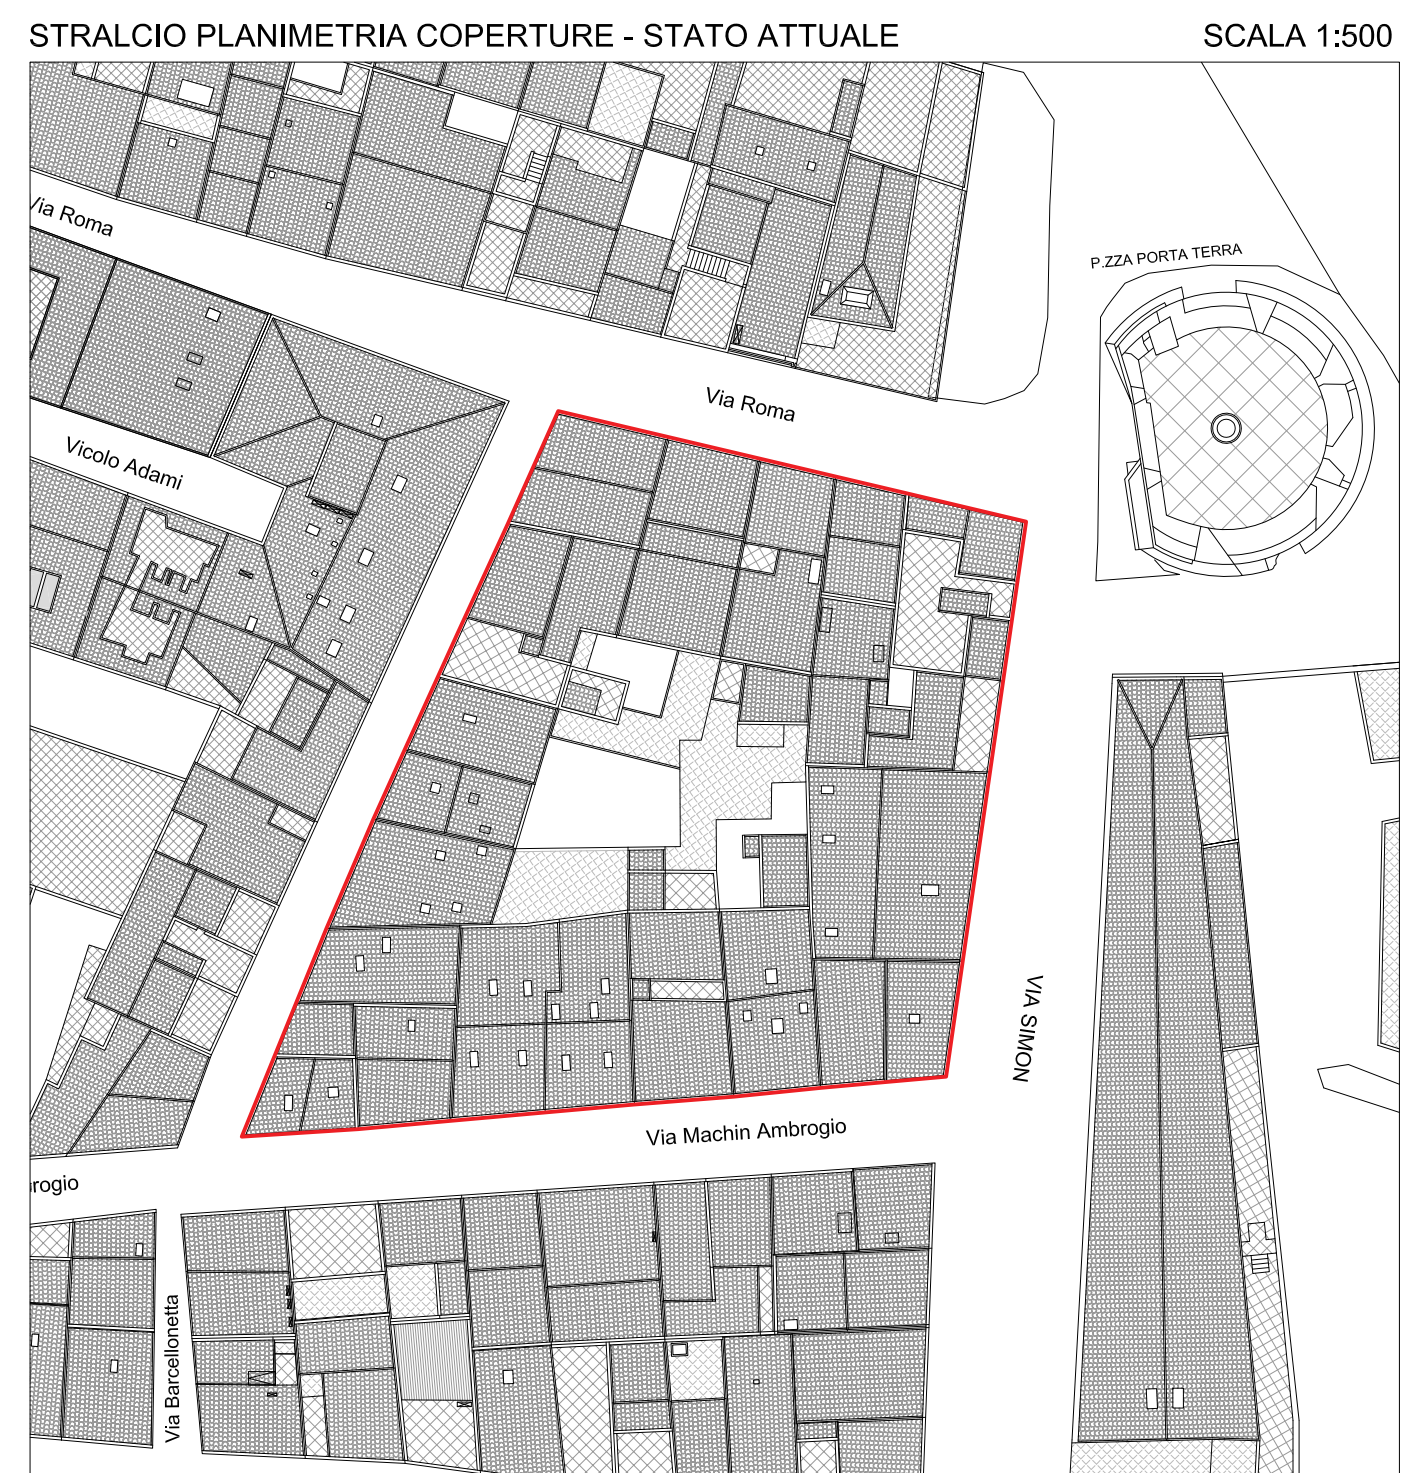 STRALCIO PLANIMETRIA COPERTURE - STATO ATTUALE
SCALA 1:500
Via Roma
P.ZZA PORTA TERRA
Via Roma
Vicolo Adami
VIA SIMON
Via Machin Ambrogio
rogio
Via Barcellonetta